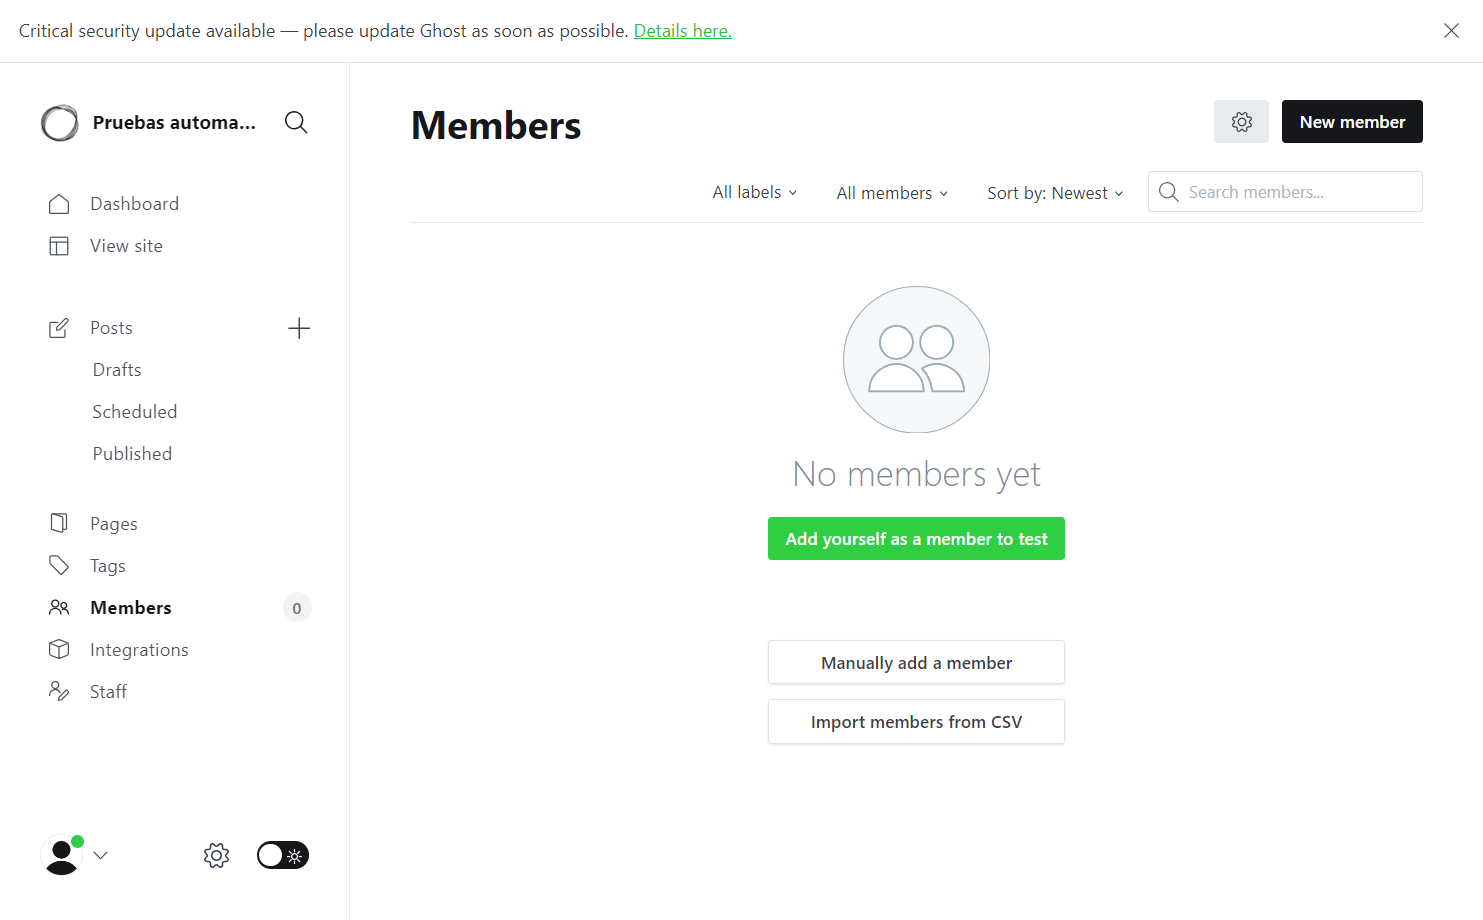 Critical security update available — please update Ghost as soon as possible. Details here.
Pruebas automa...
Dashboard
View site
Posts
Drafts
Scheduled
Published
Pages
Tags
Members
0
Integrations
Staff
Members
New member
All labels
All members
Sort by: Newest
Search members...
No members yet
Add yourself as a member to test
Manually add a member
Import members from CSV